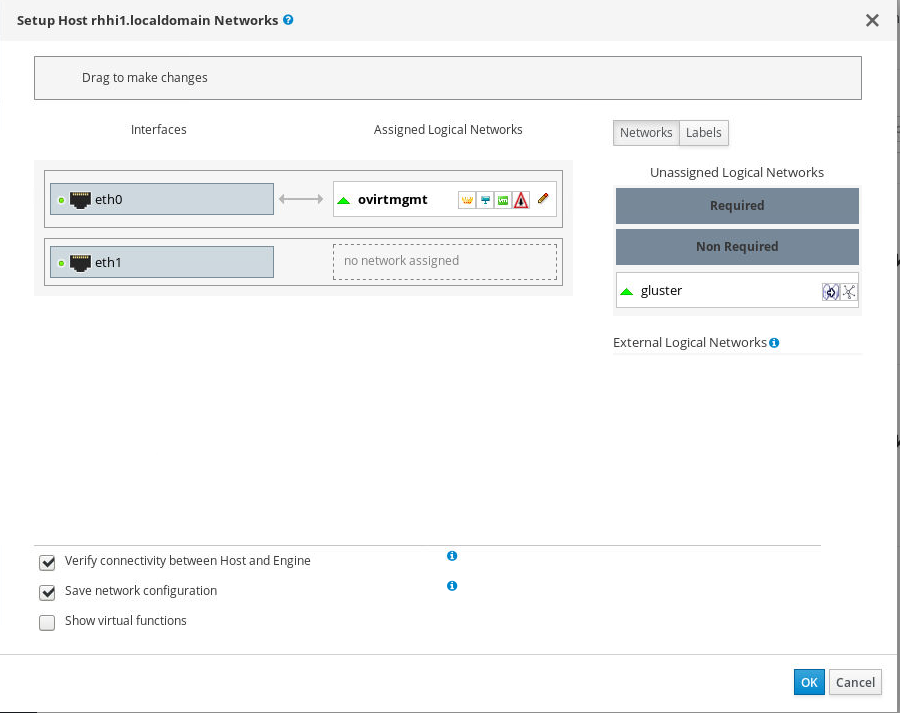 Setup Host rhhi1.localdomain Networks
Drag to make changes
Interfaces
Assigned Logical Networks
Networks
Labels
Unassigned Logical Networks
eth0
ovirtmgmt
Required
Non Required
eth1
no network assigned
gluster
External Logical Networks
Verify connectivity between Host and Engine
Save network configuration
Show virtual functions
OK
Cancel